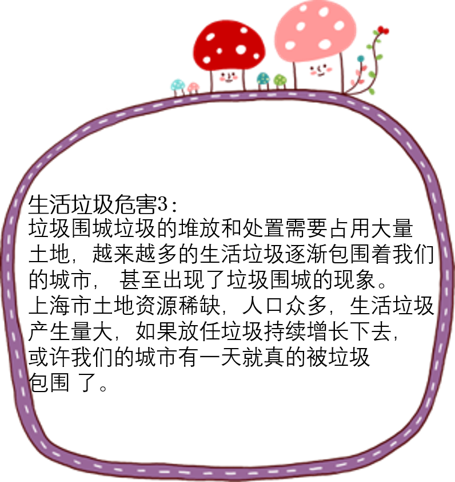 生活垃圾危害3：
垃圾围城垃圾的堆放和处置需要占用大量
土地，越来越多的生活垃圾逐渐包围着我们
的城市， 甚至出现了垃圾围城的现象。
上海市土地资源稀缺，人口众多，生活垃圾
产生量大，如果放任垃圾持续增长下去，
或许我们的城市有一天就真的被垃圾
包围 了。